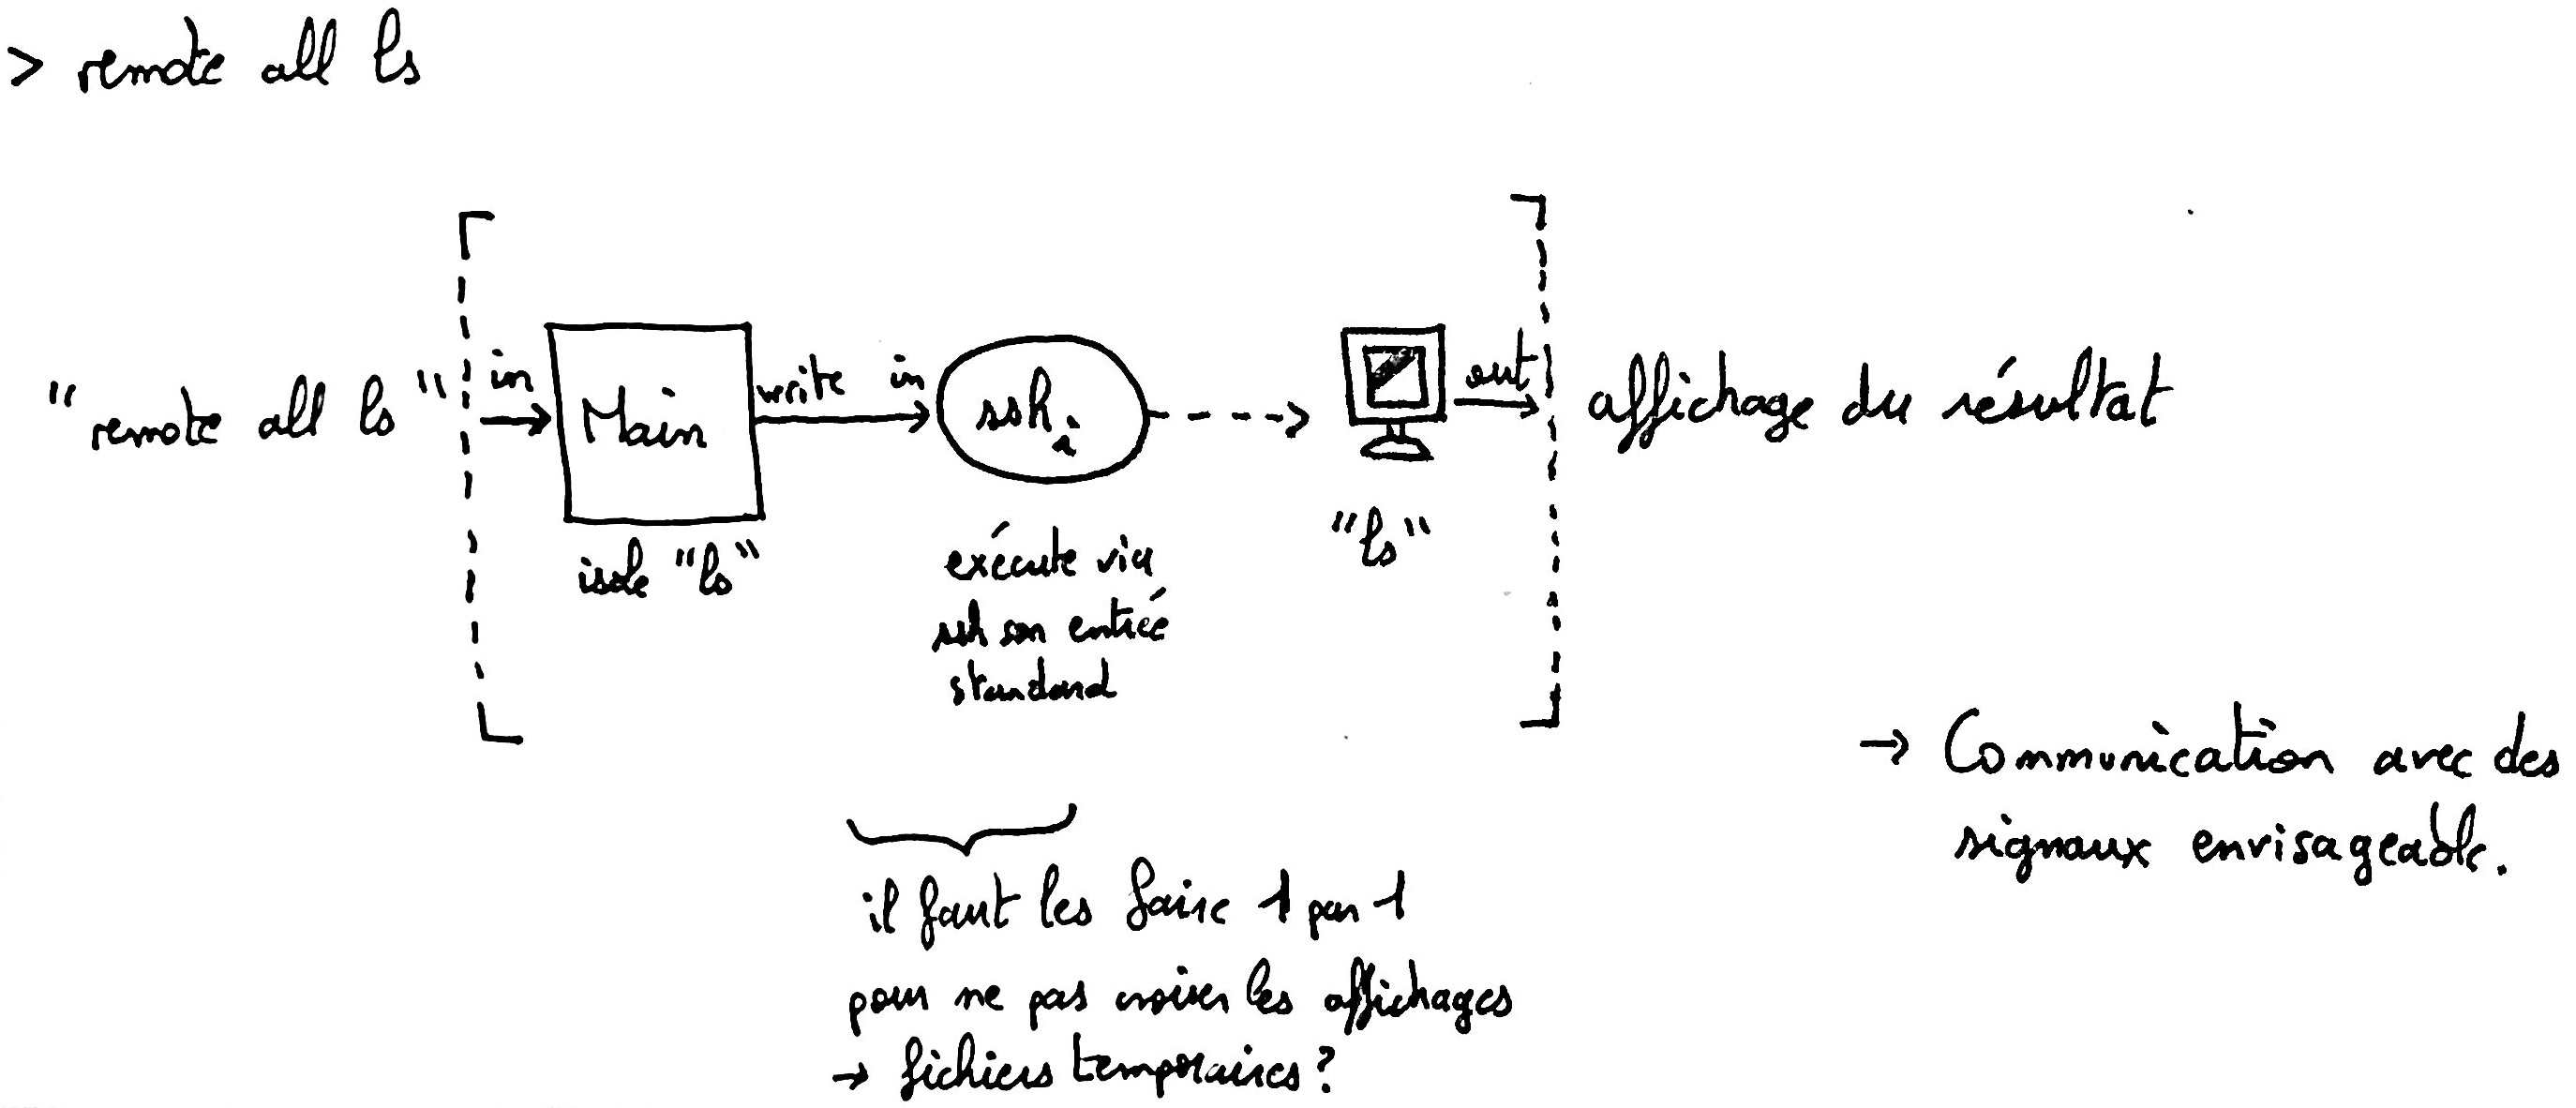 > remote all ls
"remote all ls"
in
Main
write
in
ssh i
out
affichage du résultat
isole "ls"
exécute via
ssh son entrée
standard
"ls"
→ Communication avec des
signaux envisageable.
il faut les faire 1 par 1
pour ne pas croiser les affichages
→ fichiers temporaires ?